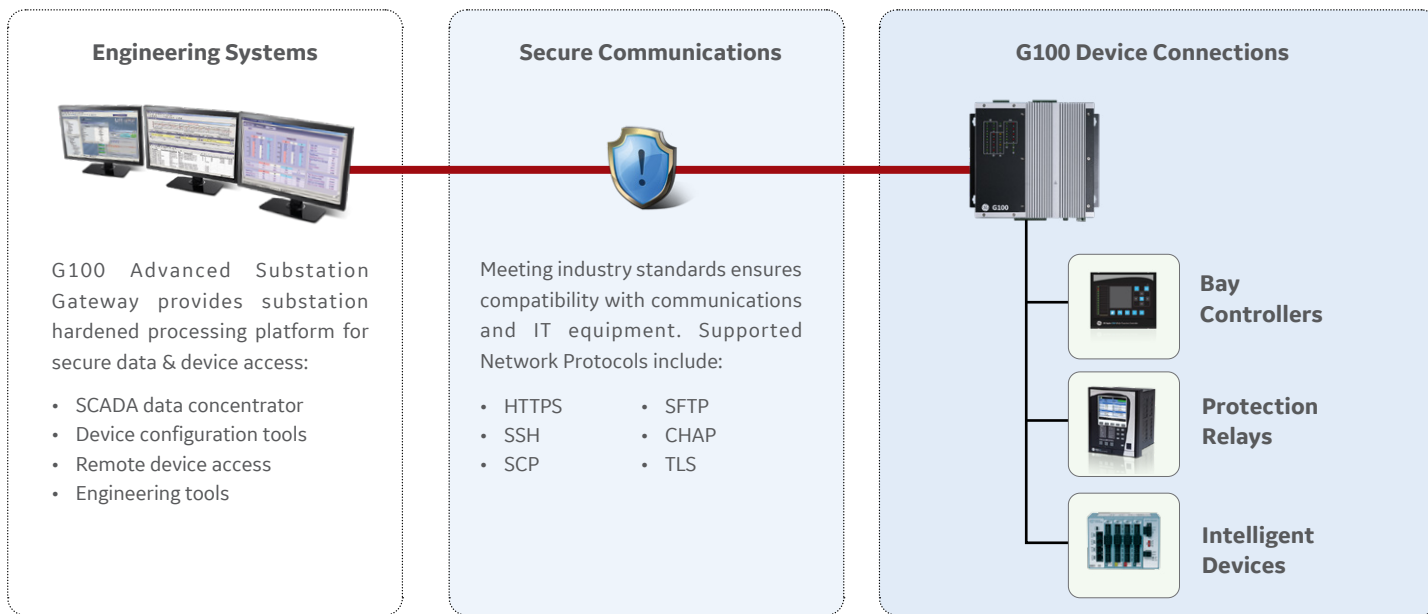 Engineering Systems
G100 Advanced Substation
Gateway provides substation
hardened processing platform for
secure data & device access:
• SCADA data concentrator
• Device configuration tools
• Remote device access
• Engineering tools
Secure Communications
Meeting industry standards ensures
compatibility with communications
and IT equipment. Supported
Network Protocols include:
• HTTPS
• SSH
• SCP
• SFTP
• CHAP
• TLS
G100 Device Connections
G100
Bay
Controllers
Protection
Relays
Intelligent
Devices